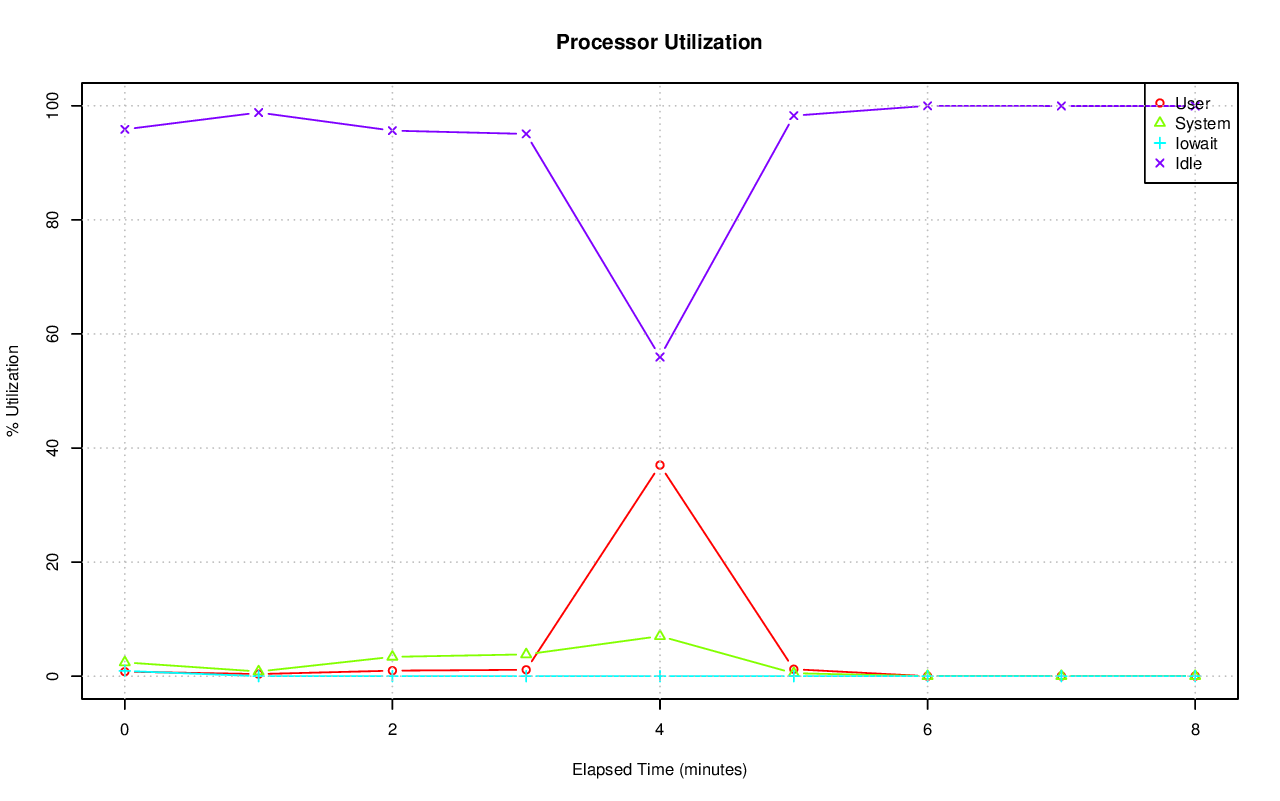 Processor Utilization
% Utilization
100
80
60
40
20
0
User
System
Iowait
Idle
0 2 4 6 8
Elapsed Time (minutes)